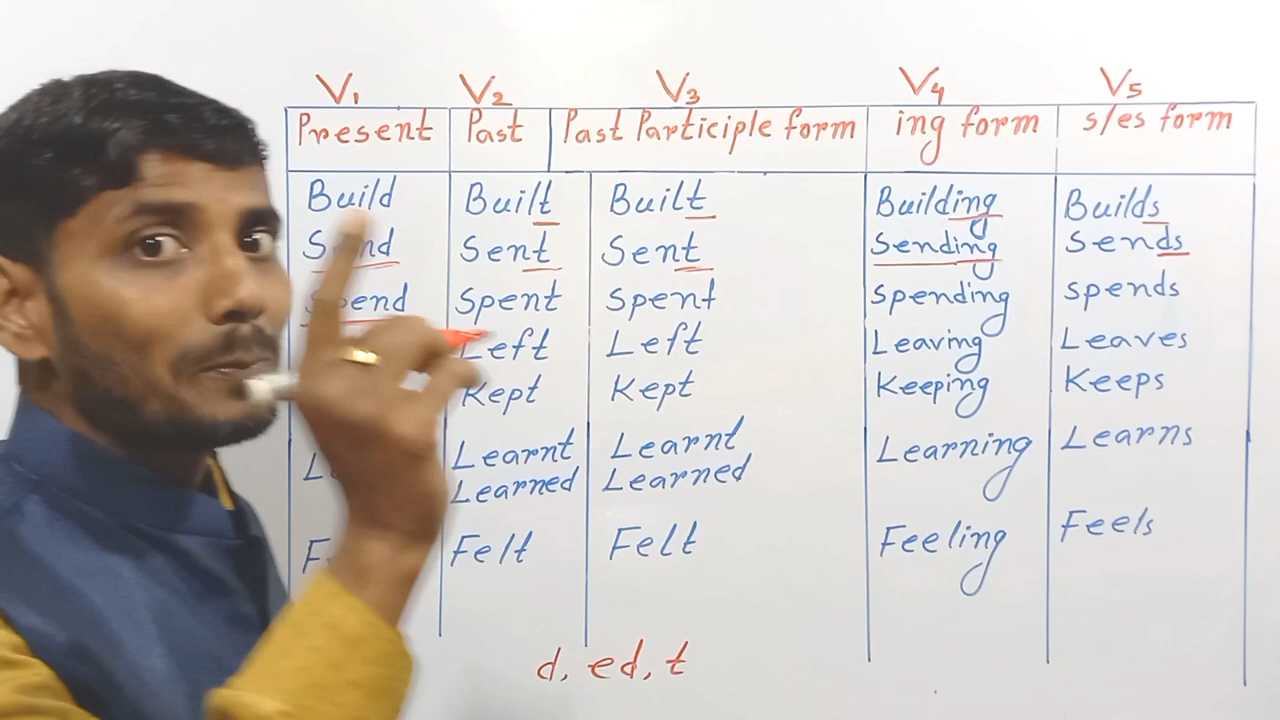 V₁ V₂ V₃ V₄ V₅
Present Past Past Participle form ing form s/es form
Build Built Built Building Builds
Send Sent Sent Sending Sends
Spend Spent Spent Spending spends
Left Left Leaving Leaves
Kept Kept Keeping Keeps
Learnt Learnt Learning Learns
Learned Learned
Felt Felt Feeling Feels
d, ed, t